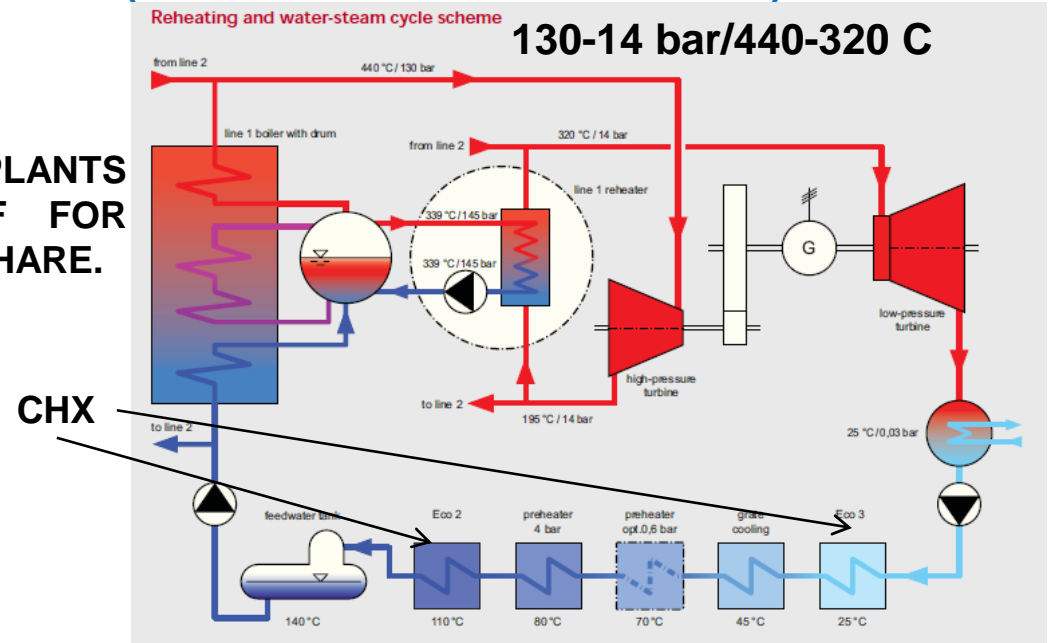 Reheating and water-steam cycle scheme
130-14 bar/440-320 C
from line 2
440 °C / 130 bar
line 1 boiler with drum
from line 2
320 °C / 14 bar
PLANTS
FOR
HARE.
line 1 reheater
339 °C / 145 bar
339 °C / 145 bar
G
low-pressure
turbine
high-pressure
turbine
CHX
to line 2
195 °C / 14 bar
to line 2
25 °C/0,03 bar
feedwater tank
Eco 2
preheater
4 bar
preheater
opt.0,6 bar
grate
cooling
Eco 3
140°C
110°C
80°C
70°C
45°C
25°C